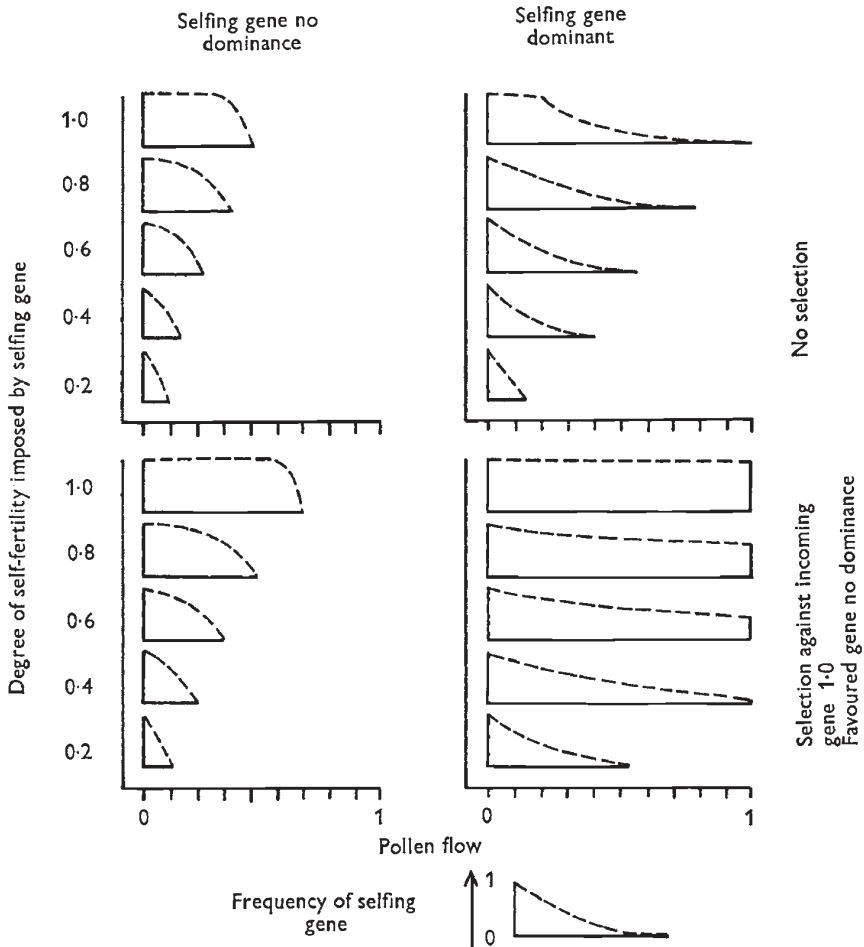 Selfing gene no
dominance
Selfing gene
dominant
Degree of self-fertility imposed by selfing gene
1·0
0·8
0·6
0·4
0·2
No selection
1
1
1·0
0·8
0·6
0·4
0·2
Selection against incoming
gene 1·0
Favoured gene no dominance
0
1
0
1
Pollen flow
Frequency of selfing
gene
1
0